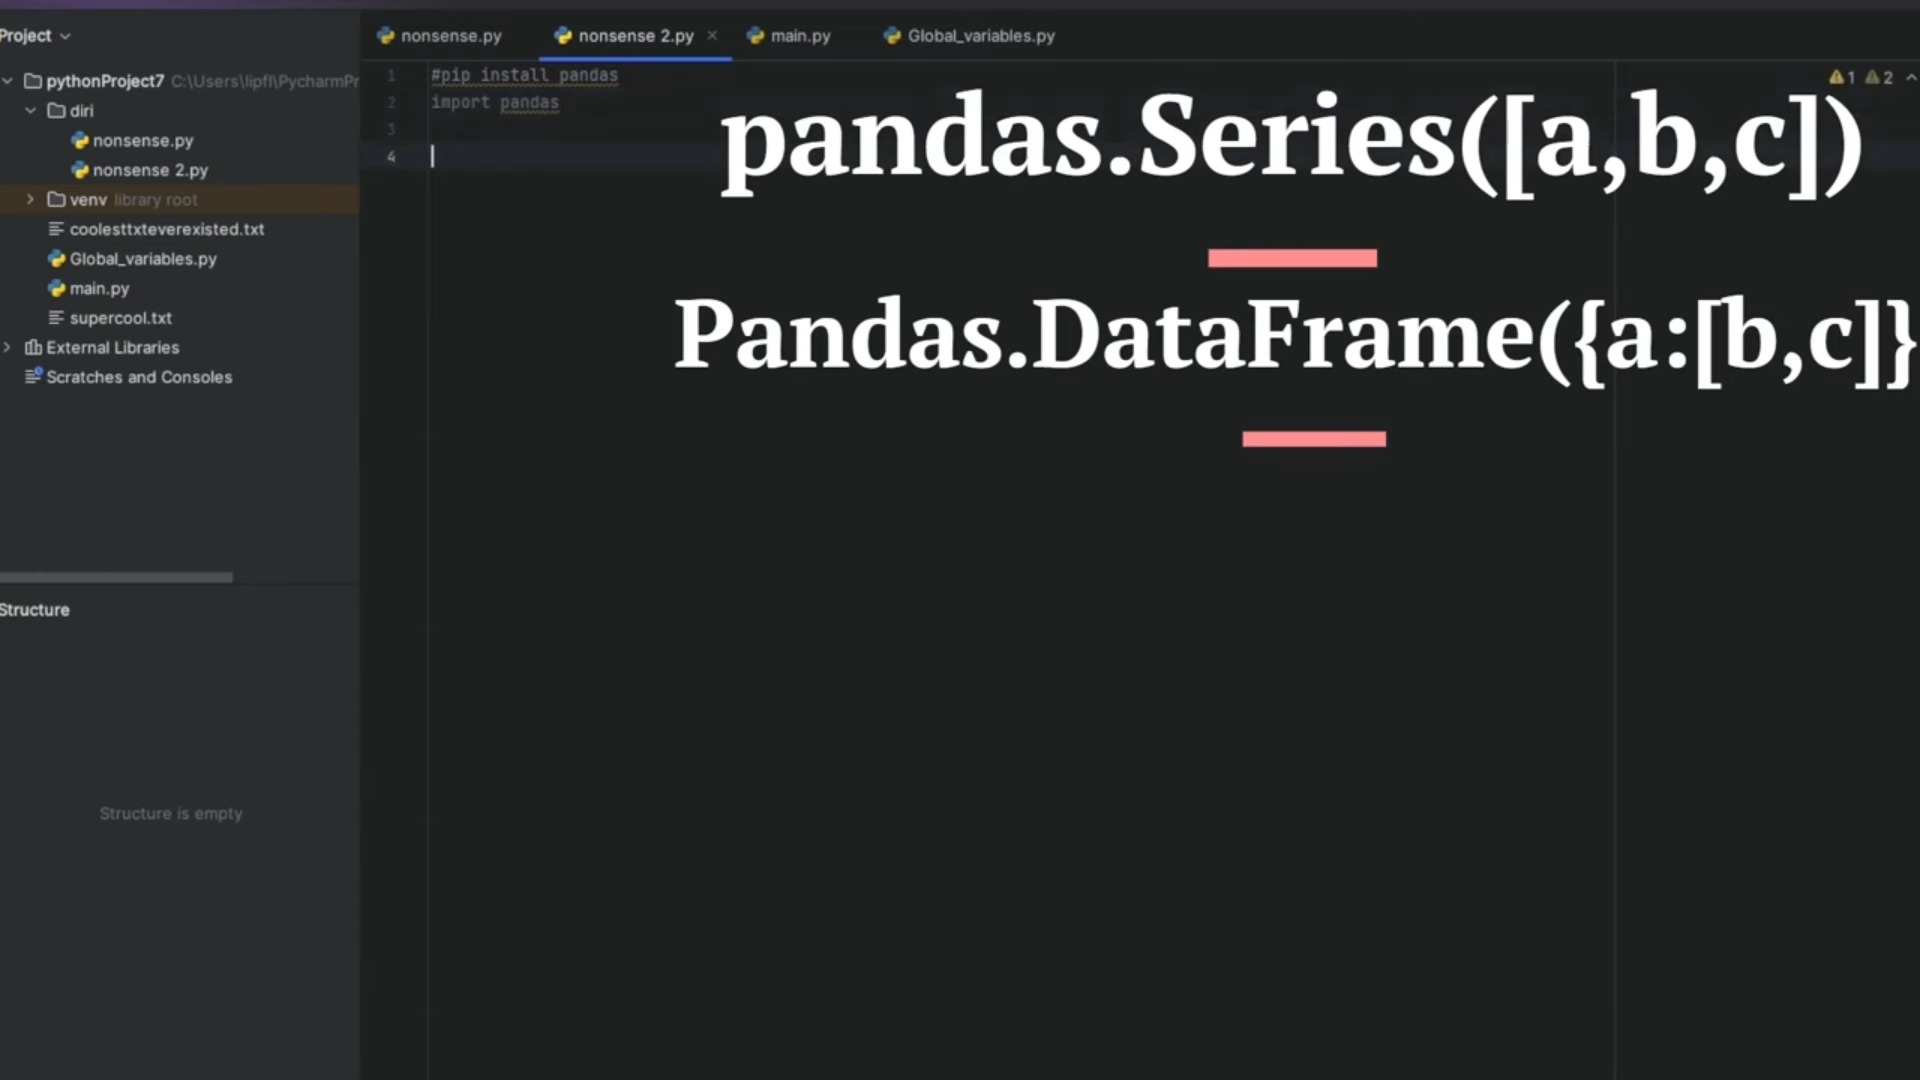 Project
pythonProject7 C:\Users\lipfl\PycharmPr
diri
nonsense.py
nonsense 2.py
venv library root
coolesttxteverexisted.txt
Global_variables.py
main.py
supercool.txt
External Libraries
Scratches and Consoles
Structure
Structure is empty
nonsense.py nonsense 2.py main.py Global_variables.py
1 #pip install pandas
2 import pandas
3
4
1 2
pandas.Series([a,b,c])
Pandas.DataFrame({a:[b,c]}